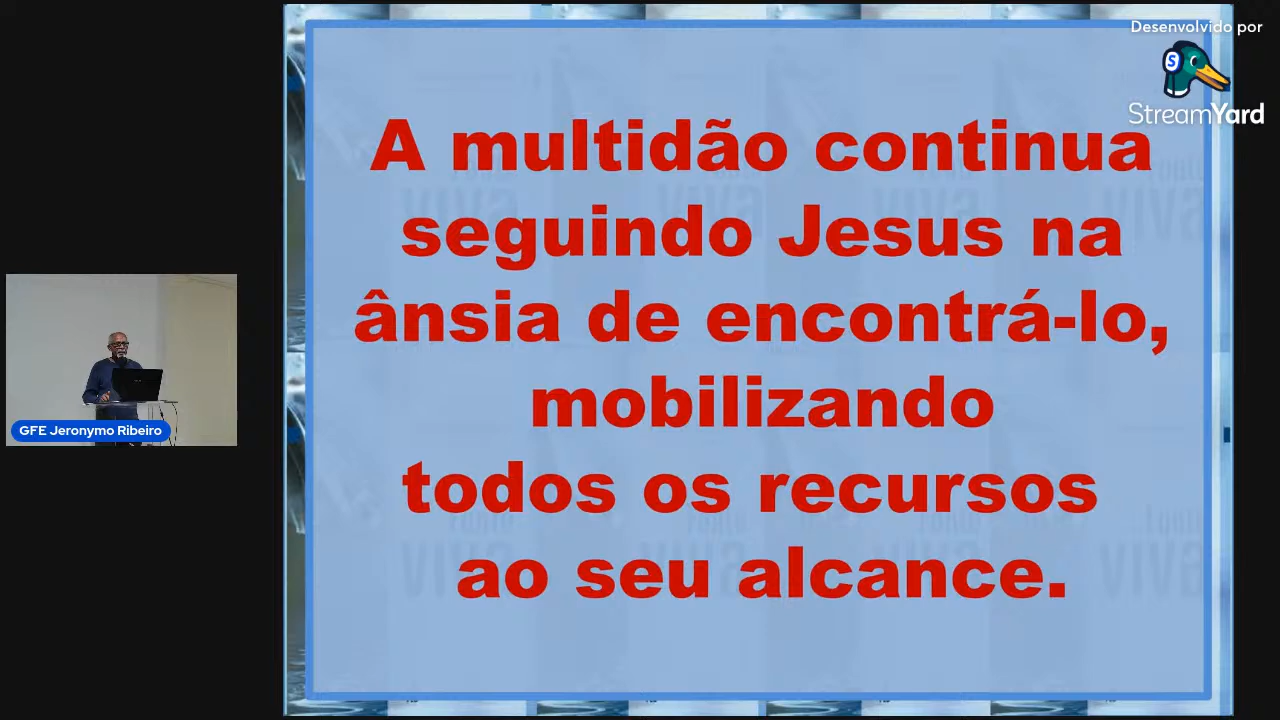 Desenvolvido por
StreamYard
A multidão continua
seguindo Jesus na
ânsia de encontrá-lo,
mobilizando
todos os recursos
ao seu alcance.
GFE Jeronymo Ribeiro